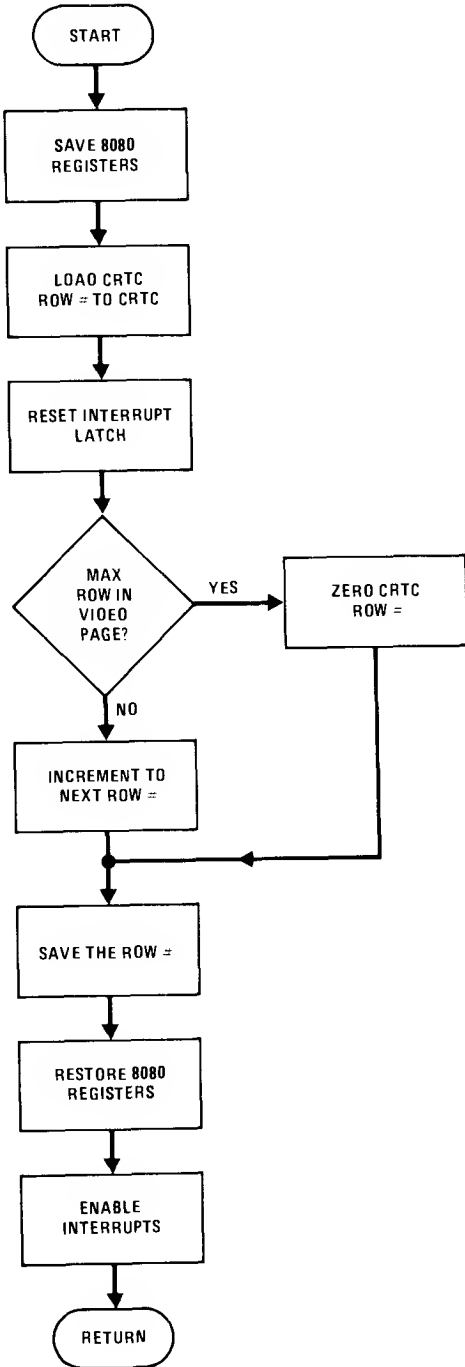 START
SAVE 8080
REGISTERS
LOAO CRTC
ROW = TO CRTC
RESET INTERRUPT
LATCH
MAX
ROW IN
VIDEO
PAGE?
YES
ZERO CRTC
ROW =
NO
INCREMENT TO
NEXT ROW =
SAVE THE ROW =
RESTORE 8080
REGISTERS
ENABLE
INTERRUPTS
RETURN